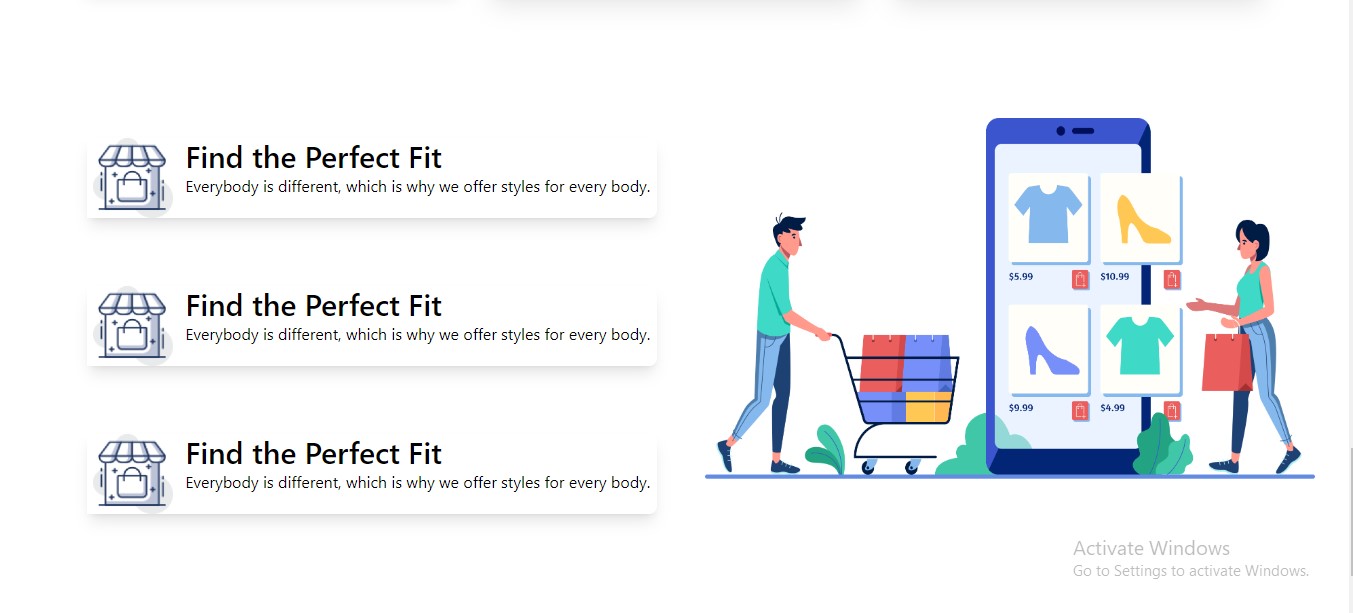 Find the Perfect Fit
Everybody is different, which is why we offer styles for every body.
Find the Perfect Fit
Everybody is different, which is why we offer styles for every body.
Find the Perfect Fit
Everybody is different, which is why we offer styles for every body.
$5.99
$10.99
$9.99
$4.99
Activate Windows
Go to Settings to activate Windows.